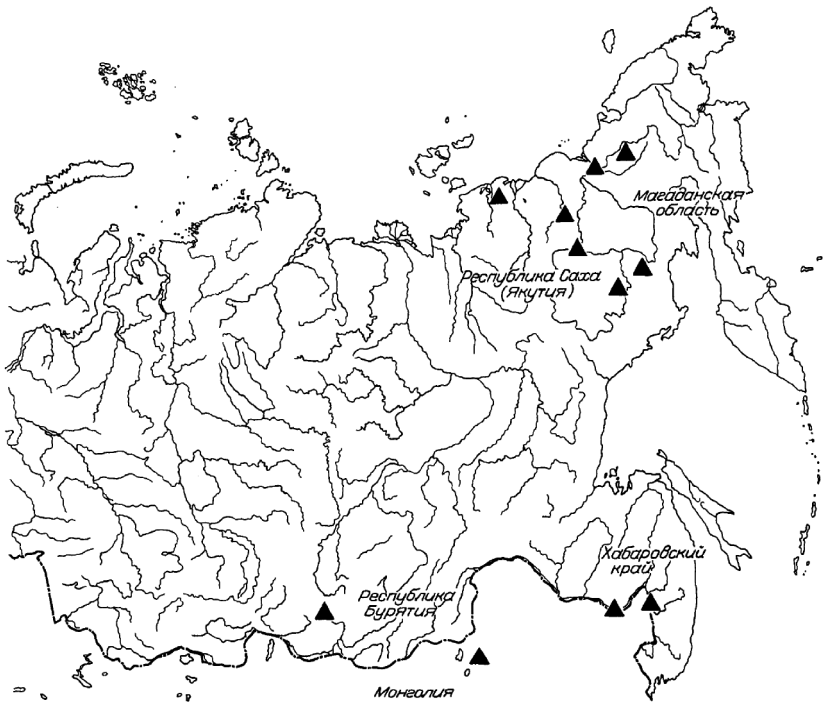 Магаданская
область
Республика Саха
(Якутия)
Хабаровский
край
Республика
Бурятия
Монголия